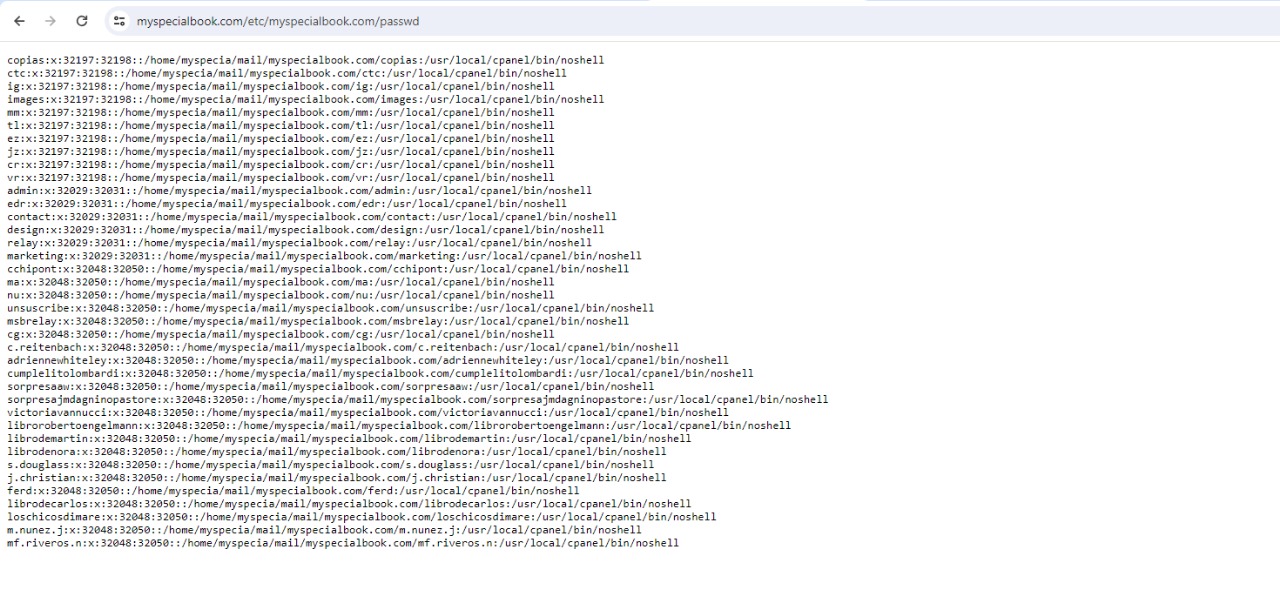 myspecialbook.com/etc/myspecialbook.com/passwd
copias:x:32197:32198::/home/myspecia/mail/myspecialbook.com/copias:/usr/local/cpanel/bin/noshell
ctc:x:32197:32198::/home/myspecia/mail/myspecialbook.com/ctc:/usr/local/cpanel/bin/noshell
ig:x:32197:32198::/home/myspecia/mail/myspecialbook.com/ig:/usr/local/cpanel/bin/noshell
images:x:32197:32198::/home/myspecia/mail/myspecialbook.com/images:/usr/local/cpanel/bin/noshell
mm:x:32197:32198::/home/myspecia/mail/myspecialbook.com/mm:/usr/local/cpanel/bin/noshell
tl:x:32197:32198::/home/myspecia/mail/myspecialbook.com/tl:/usr/local/cpanel/bin/noshell
ez:x:32197:32198::/home/myspecia/mail/myspecialbook.com/ez:/usr/local/cpanel/bin/noshell
jz:x:32197:32198::/home/myspecia/mail/myspecialbook.com/jz:/usr/local/cpanel/bin/noshell
cr:x:32197:32198::/home/myspecia/mail/myspecialbook.com/cr:/usr/local/cpanel/bin/noshell
vr:x:32197:32198::/home/myspecia/mail/myspecialbook.com/vr:/usr/local/cpanel/bin/noshell
admin:x:32029:32031::/home/myspecia/mail/myspecialbook.com/admin:/usr/local/cpanel/bin/noshell
edr:x:32029:32031::/home/myspecia/mail/myspecialbook.com/edr:/usr/local/cpanel/bin/noshell
contact:x:32029:32031::/home/myspecia/mail/myspecialbook.com/contact:/usr/local/cpanel/bin/noshell
design:x:32029:32031::/home/myspecia/mail/myspecialbook.com/design:/usr/local/cpanel/bin/noshell
relay:x:32029:32031::/home/myspecia/mail/myspecialbook.com/relay:/usr/local/cpanel/bin/noshell
marketing:x:32029:32031::/home/myspecia/mail/myspecialbook.com/marketing:/usr/local/cpanel/bin/noshell
cchipont:x:32048:32050::/home/myspecia/mail/myspecialbook.com/cchipont:/usr/local/cpanel/bin/noshell
ma:x:32048:32050::/home/myspecia/mail/myspecialbook.com/ma:/usr/local/cpanel/bin/noshell
nu:x:32048:32050::/home/myspecia/mail/myspecialbook.com/nu:/usr/local/cpanel/bin/noshell
unsuscribe:x:32048:32050::/home/myspecia/mail/myspecialbook.com/unsuscribe:/usr/local/cpanel/bin/noshell
msbrelay:x:32048:32050::/home/myspecia/mail/myspecialbook.com/msbrelay:/usr/local/cpanel/bin/noshell
cg:x:32048:32050::/home/myspecia/mail/myspecialbook.com/cg:/usr/local/cpanel/bin/noshell
c.reitenbach:x:32048:32050::/home/myspecia/mail/myspecialbook.com/c.reitenbach:/usr/local/cpanel/bin/noshell
adriennewhiteley:x:32048:32050::/home/myspecia/mail/myspecialbook.com/adriennewhiteley:/usr/local/cpanel/bin/noshell
cumplelitolombardi:x:32048:32050::/home/myspecia/mail/myspecialbook.com/cumplelitolombardi:/usr/local/cpanel/bin/noshell
sorpresaaw:x:32048:32050::/home/myspecia/mail/myspecialbook.com/sorpresaaw:/usr/local/cpanel/bin/noshell
sorpresajmdagninopastore:x:32048:32050::/home/myspecia/mail/myspecialbook.com/sorpresajmdagninopastore:/usr/local/cpanel/bin/noshell
victoriavannucci:x:32048:32050::/home/myspecia/mail/myspecialbook.com/victoriavannucci:/usr/local/cpanel/bin/noshell
librorobertoengelmann:x:32048:32050::/home/myspecia/mail/myspecialbook.com/librorobertoengelmann:/usr/local/cpanel/bin/noshell
librodemartin:x:32048:32050::/home/myspecia/mail/myspecialbook.com/librodemartin:/usr/local/cpanel/bin/noshell
librodenora:x:32048:32050::/home/myspecia/mail/myspecialbook.com/librodenora:/usr/local/cpanel/bin/noshell
s.douglass:x:32048:32050::/home/myspecia/mail/myspecialbook.com/s.douglass:/usr/local/cpanel/bin/noshell
j.christian:x:32048:32050::/home/myspecia/mail/myspecialbook.com/j.christian:/usr/local/cpanel/bin/noshell
ferd:x:32048:32050::/home/myspecia/mail/myspecialbook.com/ferd:/usr/local/cpanel/bin/noshell
librodecarlos:x:32048:32050::/home/myspecia/mail/myspecialbook.com/librodecarlos:/usr/local/cpanel/bin/noshell
loschicosdimare:x:32048:32050::/home/myspecia/mail/myspecialbook.com/loschicosdimare:/usr/local/cpanel/bin/noshell
m.nunez.j:x:32048:32050::/home/myspecia/mail/myspecialbook.com/m.nunez.j:/usr/local/cpanel/bin/noshell
mf.riveros.n:x:32048:32050::/home/myspecia/mail/myspecialbook.com/mf.riveros.n:/usr/local/cpanel/bin/noshell